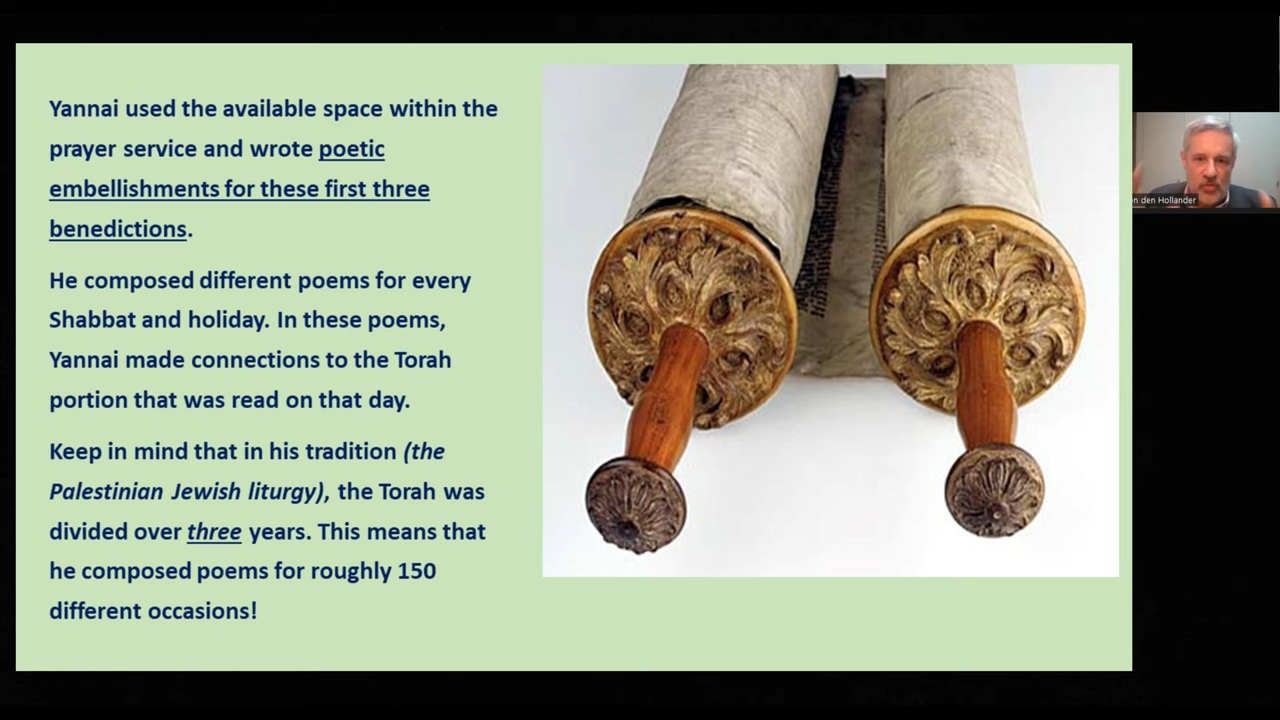 Yannai used the available space within the
prayer service and wrote poetic
embellishments for these first three
benedictions.
He composed different poems for every
Shabbat and holiday. In these poems,
Yannai made connections to the Torah
portion that was read on that day.
Keep in mind that in his tradition (the
Palestinian Jewish liturgy), the Torah was
divided over three years. This means that
he composed poems for roughly 150
different occasions!
den Hollander